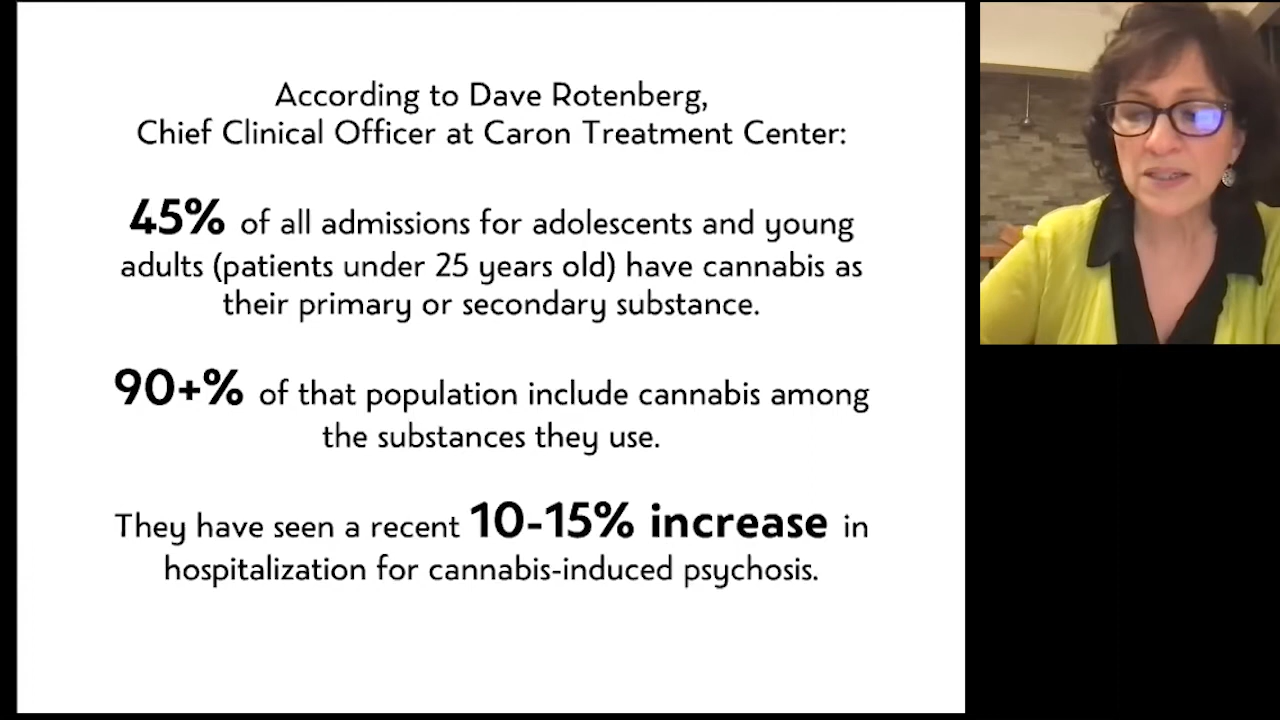 According to Dave Rotenberg,
Chief Clinical Officer at Caron Treatment Center:
45% of all admissions for adolescents and young
adults (patients under 25 years old) have cannabis as
their primary or secondary substance.
90+% of that population include cannabis among
the substances they use.
They have seen a recent 10-15% increase in
hospitalization for cannabis-induced psychosis.